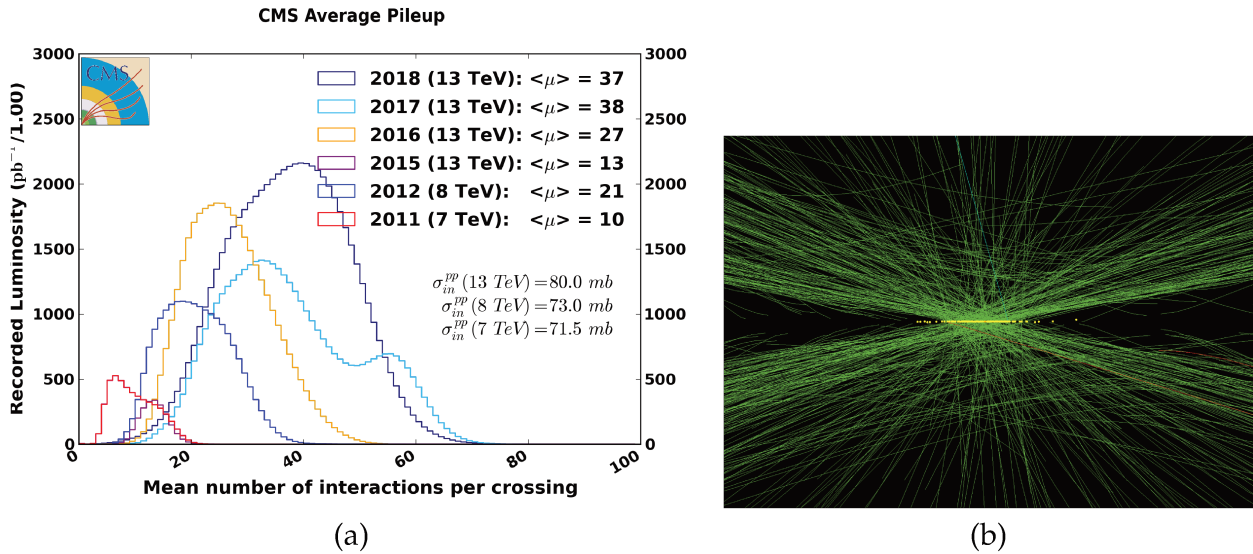 CMS Average Pileup
3000
2500
2000
1500
1000
500
0
Recorded Luminosity (pb⁻¹/1.00)
CMS
2018 (13 TeV): <μ> = 37
2017 (13 TeV): <μ> = 38
2016 (13 TeV): <μ> = 27
2015 (13 TeV): <μ> = 13
2012 (8 TeV): <μ> = 21
2011 (7 TeV): <μ> = 10
σ_in^pp (13 TeV)=80.0 mb
σ_in^pp (8 TeV)=73.0 mb
σ_in^pp (7 TeV)=71.5 mb
3000
2500
2000
1500
1000
500
0
0 20 40 60 80 100
Mean number of interactions per crossing
(a) (b)